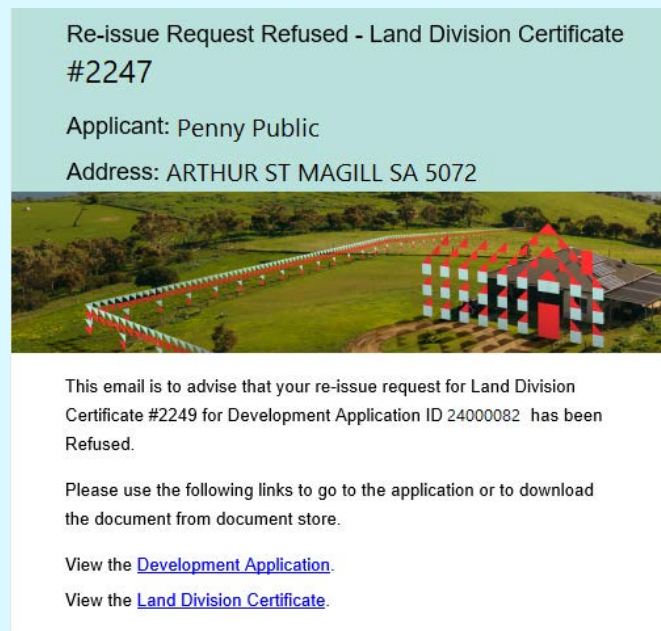 Re-issue Request Refused - Land Division Certificate
#2247
Applicant: Penny Public
Address: ARTHUR ST MAGILL SA 5072
This email is to advise that your re-issue request for Land Division
Certificate #2249 for Development Application ID 24000082 has been
Refused.
Please use the following links to go to the application or to download
the document from document store.
View the Development Application.
View the Land Division Certificate.